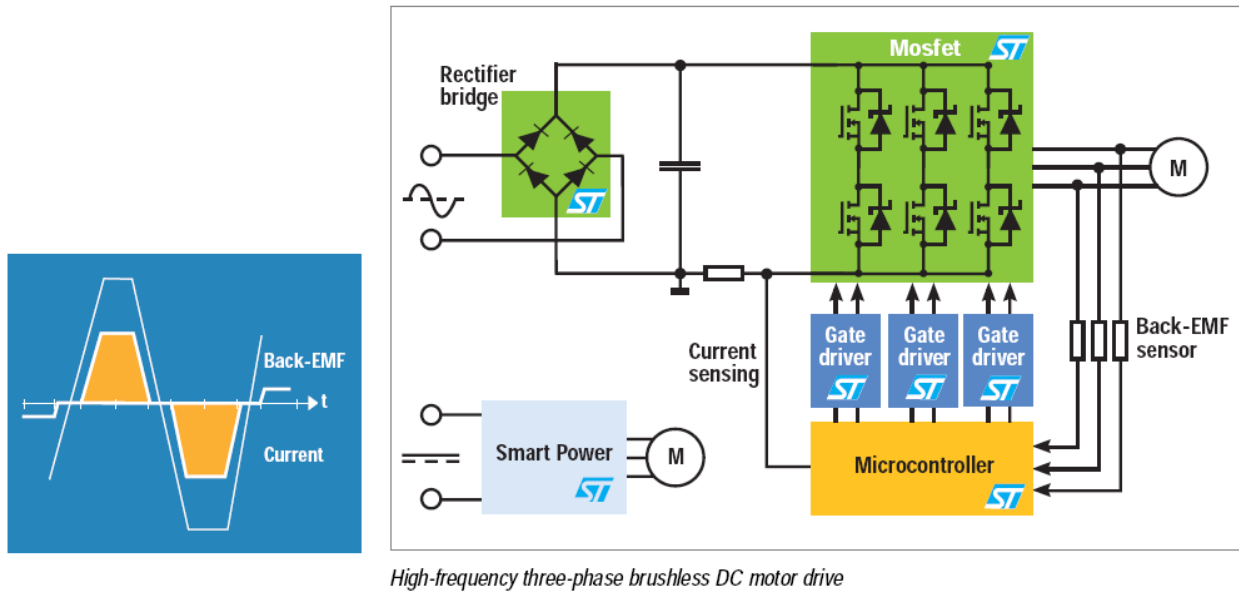 Back-EMF
t
Current
Rectifier
bridge
ST
Mosfet
ST
M
Gate
driver
ST
Gate
driver
ST
Gate
driver
ST
Back-EMF
sensor
Current
sensing
Smart Power
ST
M
Microcontroller
ST
High-frequency three-phase brushless DC motor drive